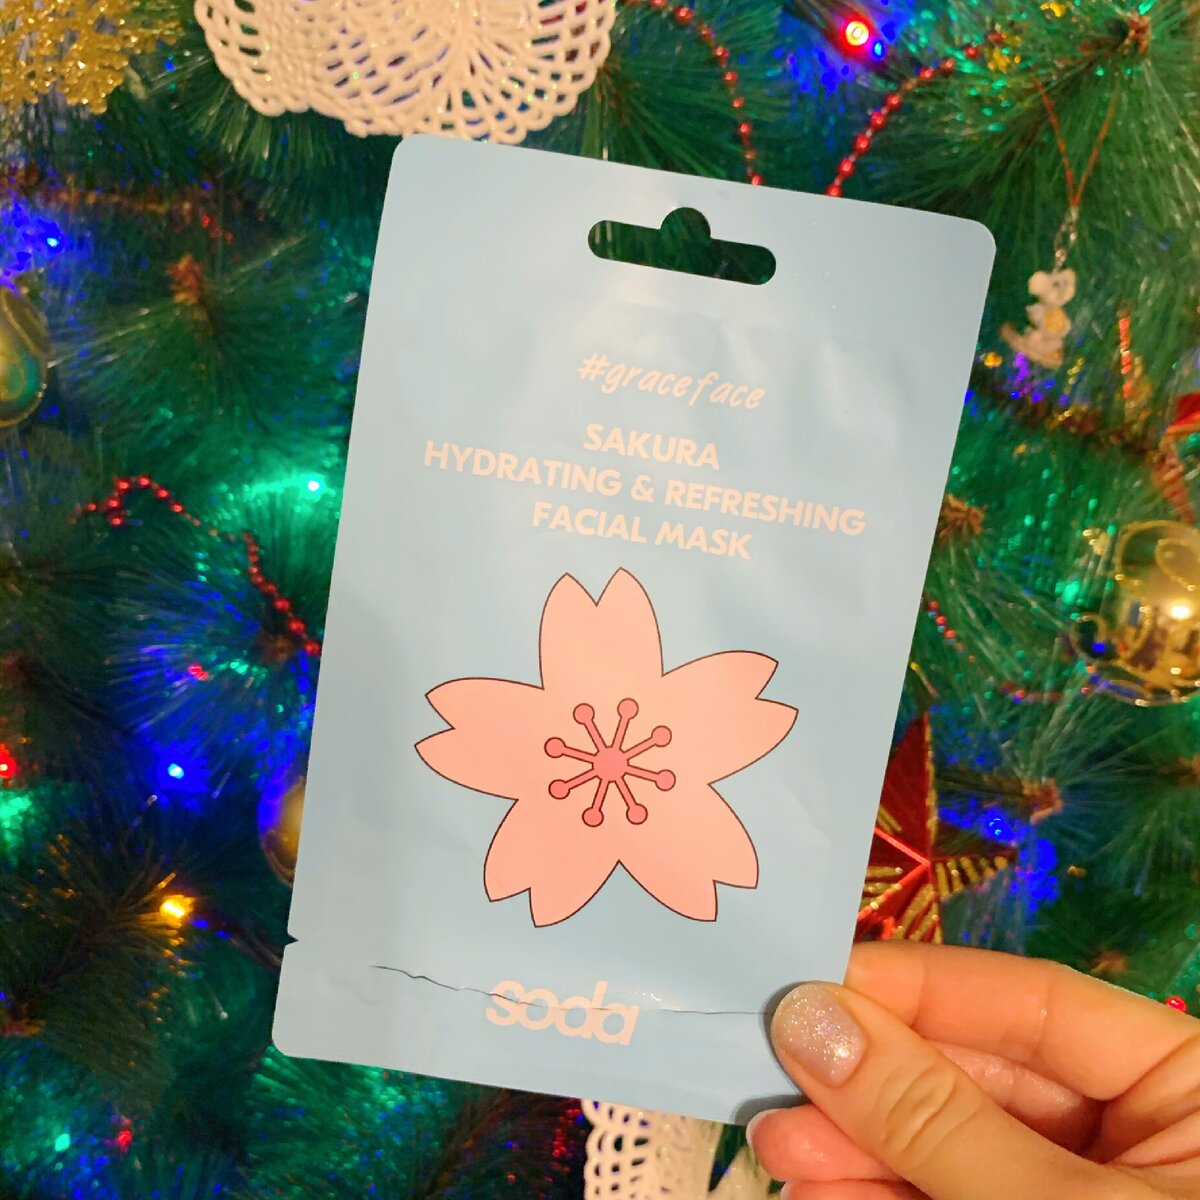 #graceface
SAKURA
HYDRATING & REFRESHING
FACIAL MASK
soda